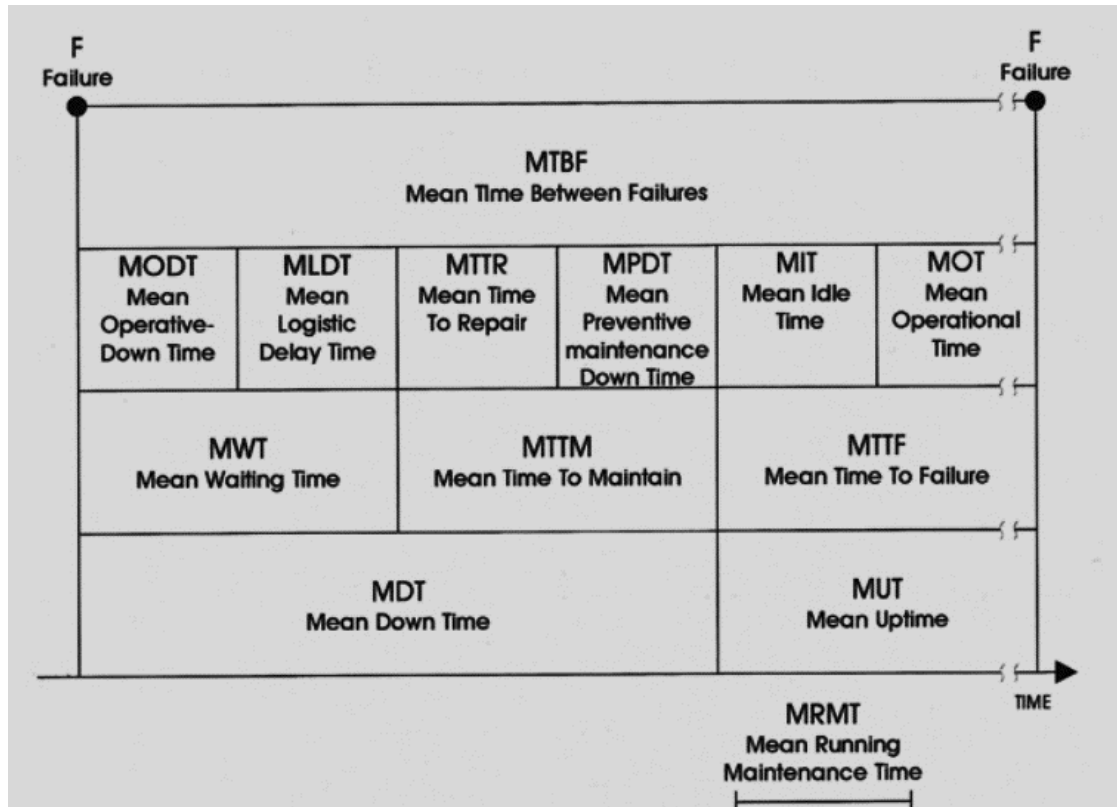 F
Failure
F
Failure
MTBF
Mean Time Between Failures
MODT
Mean
Operative-
Down Time
MLDT
Mean
Logistic
Delay Time
MTTR
Mean Time
To Repair
MPDT
Mean
Preventive
maintenance
Down Time
MIT
Mean Idle
Time
MOT
Mean
Operational
Time
MWT
Mean Waiting Time
MTTM
Mean Time To Maintain
MTTF
Mean Time To Failure
MDT
Mean Down Time
MUT
Mean Uptime
TIME
MRMT
Mean Running
Maintenance Time